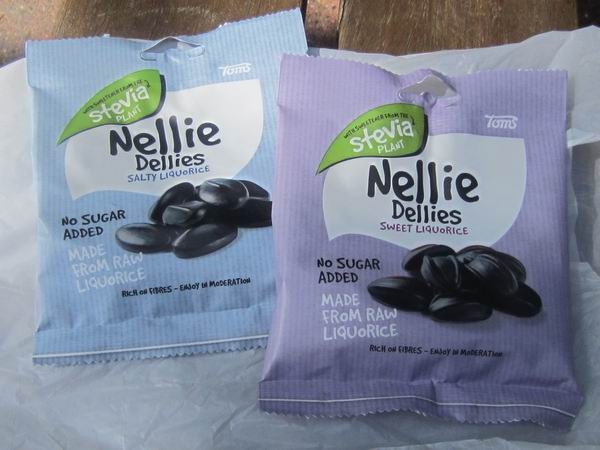 Toms
WITH SWEETENER FROM THE
stevia
PLANT
Nellie
Dellies
SALTY LIQUORICE
NO SUGAR
ADDED
MADE
FROM RAW
LIQUORICE
RICH ON FIBRES - ENJOY IN MODERATION
Toms
WITH SWEETENER FROM THE
stevia
PLANT
Nellie
Dellies
SWEET LIQUORICE
NO SUGAR
ADDED
MADE
FROM RAW
LIQUORICE
RICH ON FIBRES - ENJOY IN MODERATION